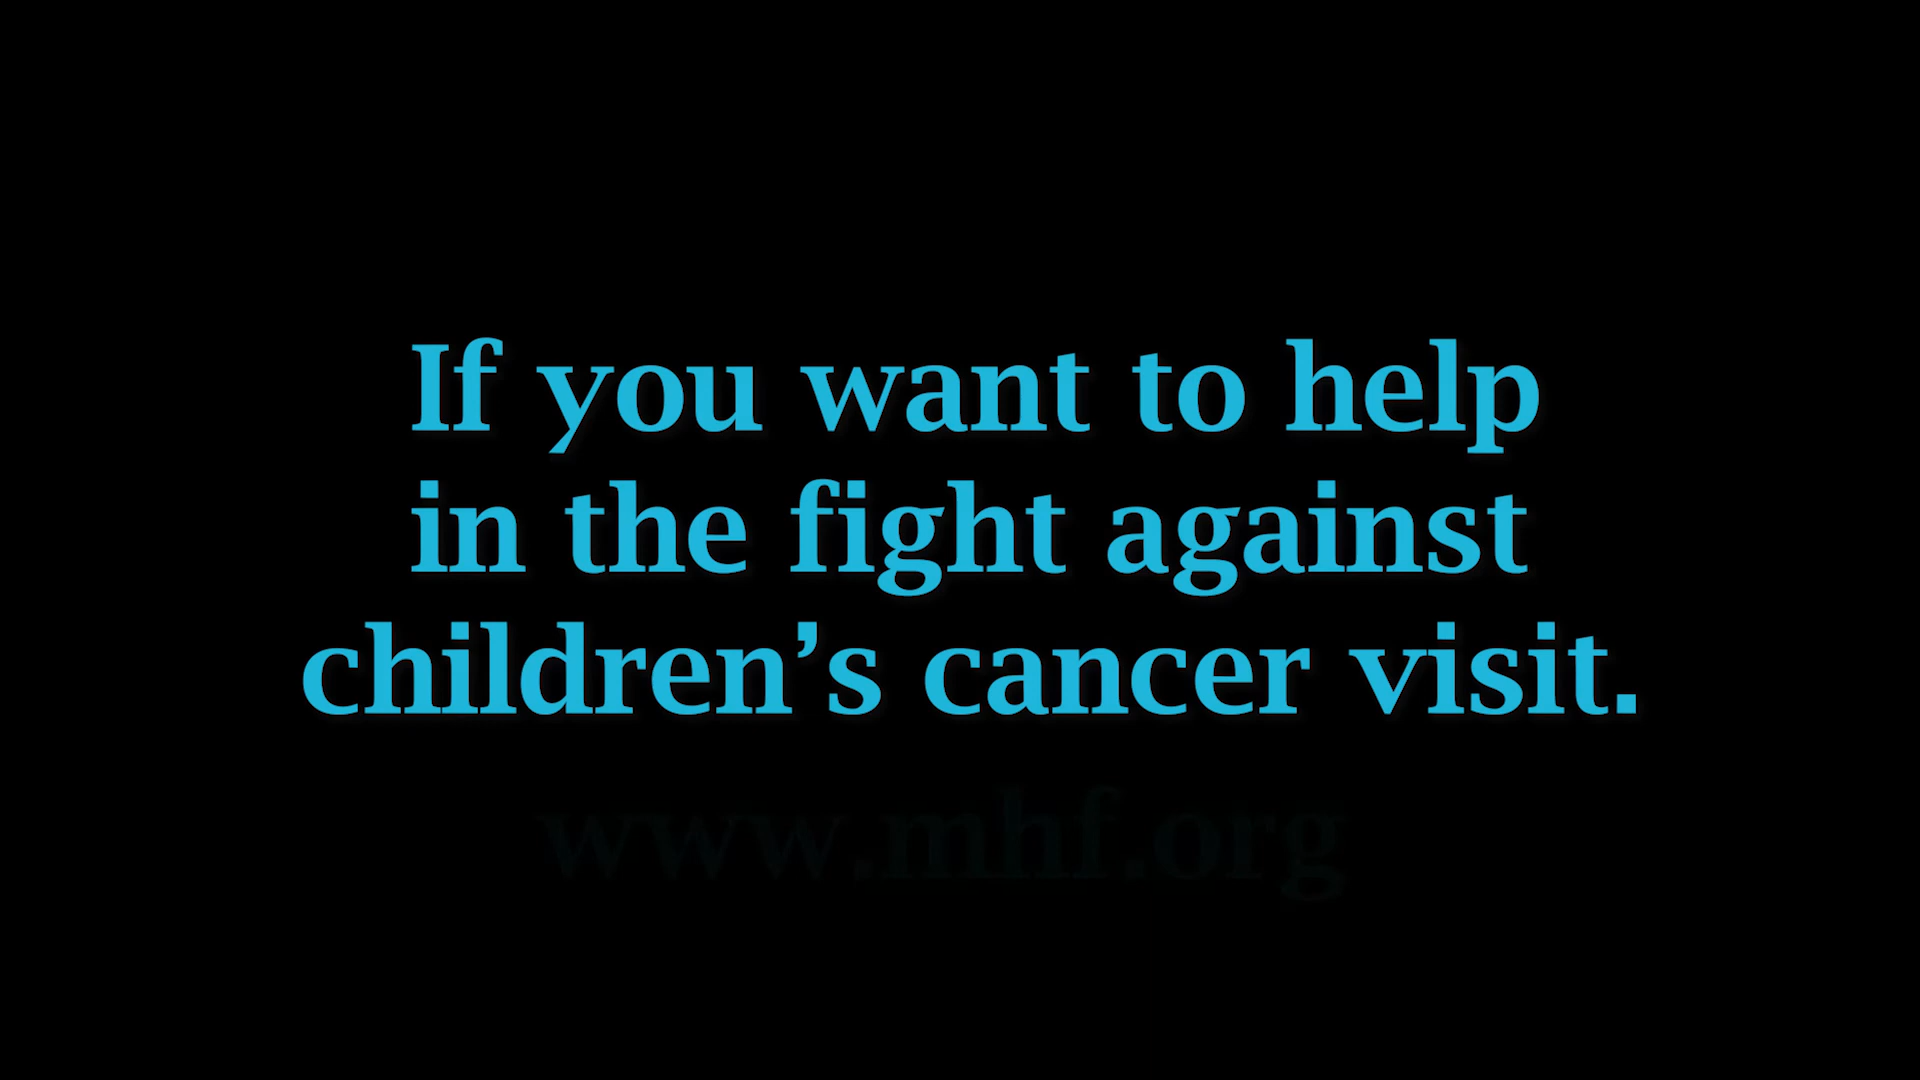 If you want to help
in the fight against
children’s cancer visit.
www.mhf.org